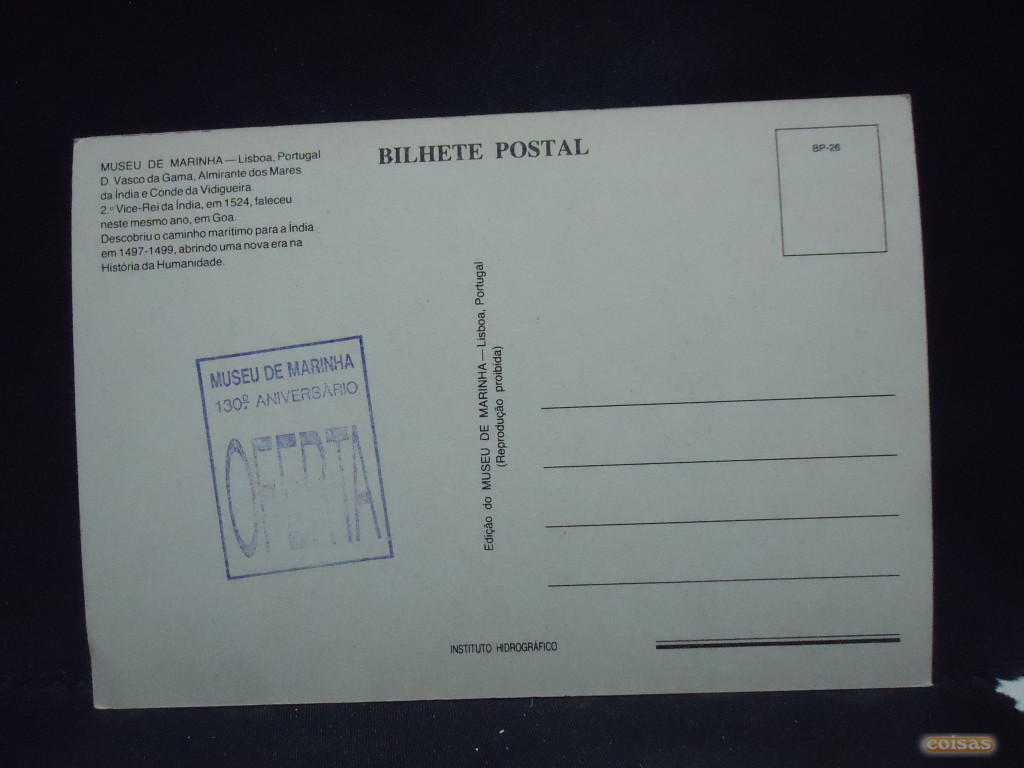 MUSEU DE MARINHA — Lisboa, Portugal
D. Vasco da Gama, Almirante dos Mares
da Índia e Conde da Vidigueira.
2.º Vice-Rei da Índia, em 1524, faleceu
neste mesmo ano, em Goa.
Descobriu o caminho marítimo para a Índia
em 1497-1499, abrindo uma nova era na
História da Humanidade.
BILHETE POSTAL
BP-26
MUSEU DE MARINHA
130º ANIVERSÁRIO
OFERTA
Edição do MUSEU DE MARINHA — Lisboa, Portugal
(Reprodução proibida)
INSTITUTO HIDROGRÁFICO
coisas